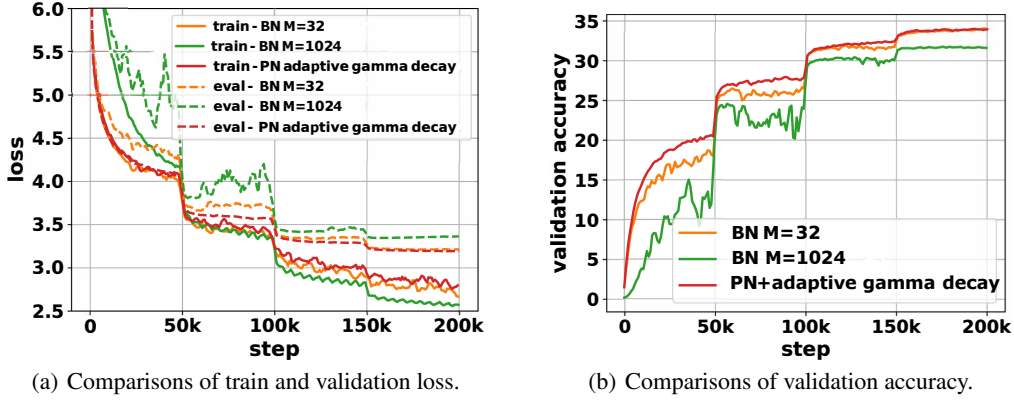 6.0
5.5
5.0
4.5
4.0
3.5
3.0
2.5
loss
train - BN M=32
train - BN M=1024
train - PN adaptive gamma decay
eval - BN M=32
eval - BN M=1024
eval - PN adaptive gamma decay
0 50k 100k 150k 200k
step
(a) Comparisons of train and validation loss.
35
30
25
20
15
10
5
0
validation accuracy
BN M=32
BN M=1024
PN+adaptive gamma decay
0 50k 100k 150k 200k
step
(b) Comparisons of validation accuracy.